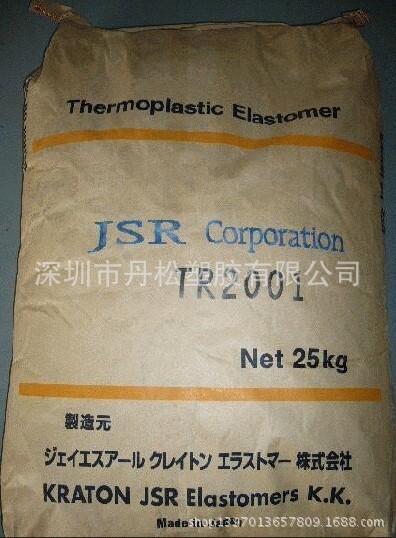 Thermoplastic Elastomer
JSR Corporation
深圳市丹松塑胶有限公司
TR2001
Net 25kg
製造元
ジェイエスアール クレイトン エラストマー 株式会社
KRATON JSR Elastomers K.K.
Made in